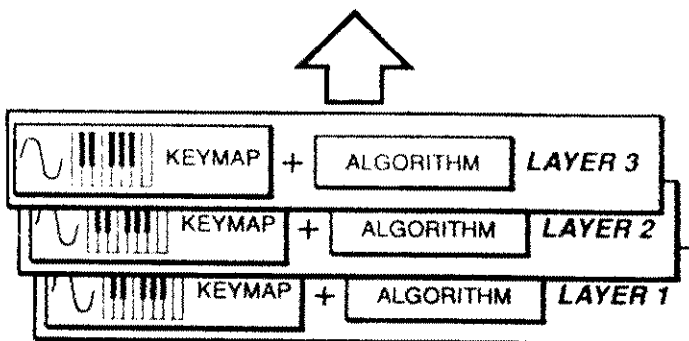 KEYMAP + ALGORITHM LAYER 3
KEYMAP + ALGORITHM LAYER 2
KEYMAP + ALGORITHM LAYER 1